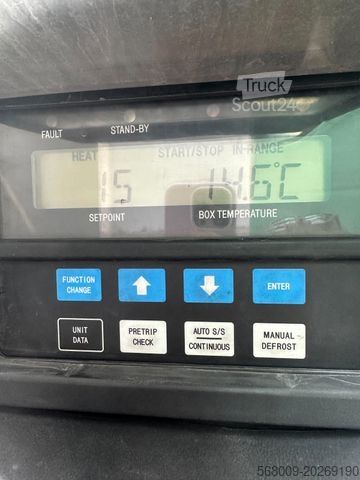 Truck
Scout24
FAULT
STAND-BY
HEAT START/STOP IN-RANGE
15 14.6°C
SETPOINT BOX TEMPERATURE
FUNCTION
CHANGE
ENTER
UNIT
DATA
PRETRIP
CHECK
AUTO S/S
CONTINUOUS
MANUAL
DEFROST
568009-20269190